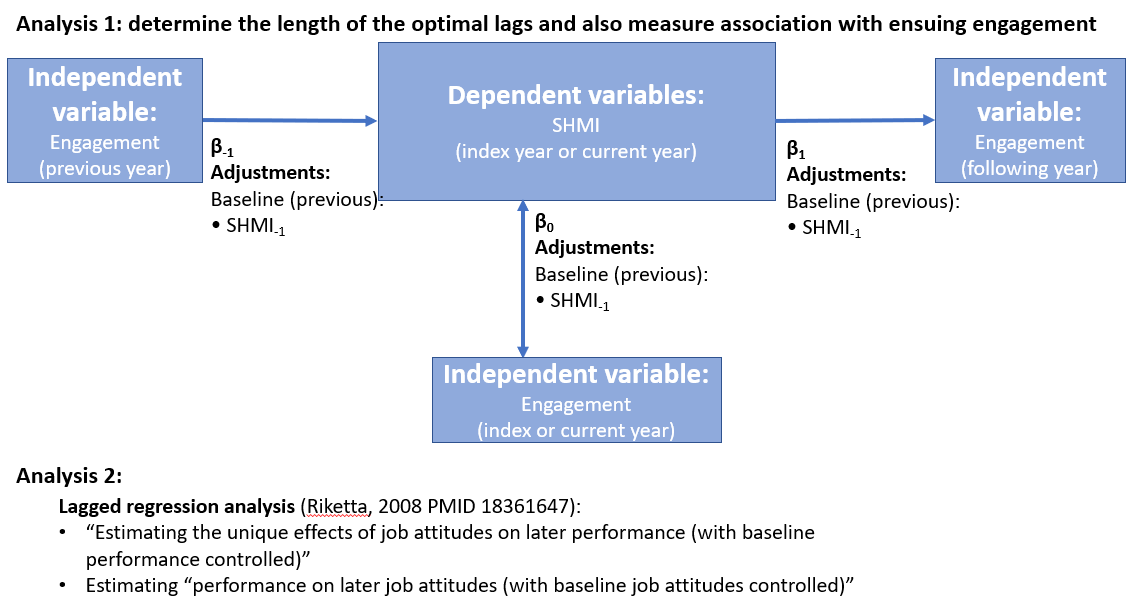 Analysis 1: determine the length of the optimal lags and also measure association with ensuing engagement
Independent
variable:
Engagement
(previous year)
β-1
Adjustments:
Baseline (previous):
• SHMI-1
Dependent variables:
SHMI
(index year or current year)
β1
Adjustments:
Baseline (previous):
• SHMI-1
Independent
variable:
Engagement
(following year)
β0
Adjustments:
Baseline (previous):
• SHMI-1
Independent variable:
Engagement
(index or current year)
Analysis 2:
Lagged regression analysis (Riketta, 2008 PMID 18361647):
• “Estimating the unique effects of job attitudes on later performance (with baseline
performance controlled)”
• Estimating “performance on later job attitudes (with baseline job attitudes controlled)”